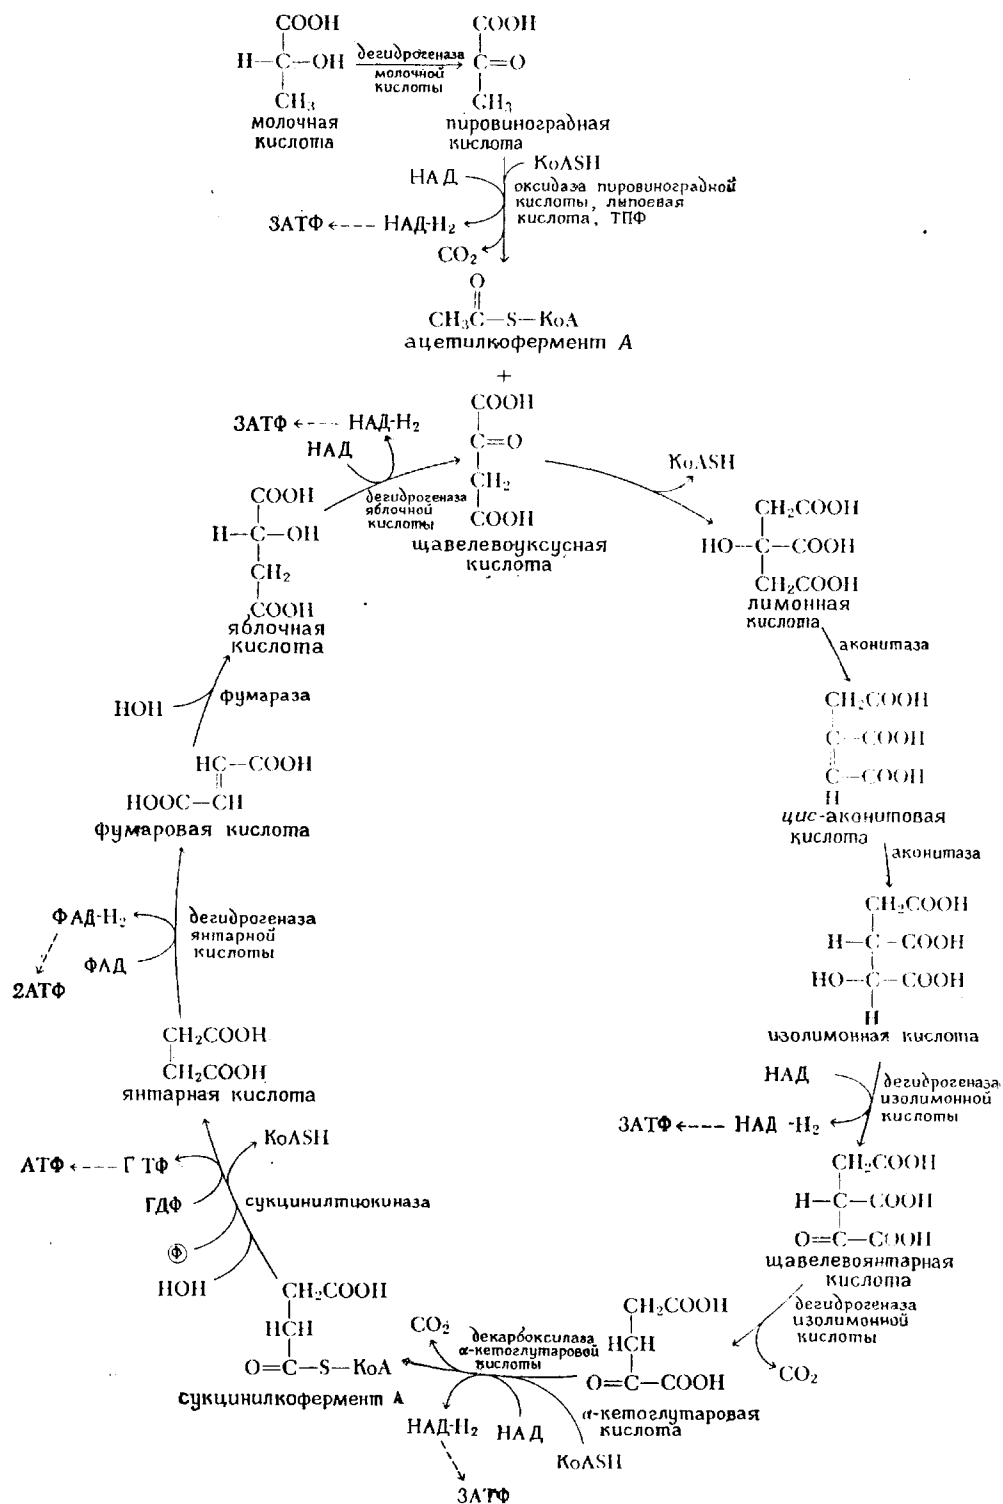 COOH
H—C—OH
CH₃
молочная
кислота
дегидрогеназа
молочной
кислоты
COOH
C=O
CH₃
пировиноградная
кислота
НАД
KoASH
оксидаза пировиноградной
кислоты, липоевая
кислота, ТПФ
3АТФ
НАД-Н₂
CO₂
O
CH₃C—S—KoA
ацетилкофермент А
+
COOH
C=O
CH₂
COOH
щавелевоуксусная
кислота
KoASH
CH₂COOH
HO—C—COOH
CH₂COOH
лимонная
кислота
аконитаза
CH₂COOH
C—COOH
C—COOH
H
цис-аконитовая
кислота
аконитаза
CH₂COOH
H—C—COOH
HO—C—COOH
H
изолимонная кислота
НАД
дегидрогеназа
изолимонной
кислоты
3АТФ
НАД-Н₂
CH₂COOH
H—C—COOH
O=C—COOH
щавелевоянтарная
кислота
дегидрогеназа
изолимонной
кислоты
CO₂
CH₂COOH
HCH
O=C—COOH
α-кетоглутаровая
кислота
декарбоксилаза
α-кетоглутаровой
кислоты
CO₂
НАД-Н₂
НАД
KoASH
3АТФ
CH₂COOH
HCH
O=C—S—KoA
сукцинилкофермент А
KoASH
АТФ
ГТФ
ГДФ
сукцинилтиокиназа
Ф
HOH
CH₂COOH
CH₂COOH
янтарная кислота
ФАД-Н₂
дегидрогеназа
янтарной
кислоты
ФАД
2АТФ
HC—COOH
HOOC—CH
фумаровая кислота
HOH
фумараза
COOH
H—C—OH
CH₂
COOH
яблочная
кислота
3АТФ
НАД-Н₂
НАД
дегидрогеназа
яблочной
кислоты